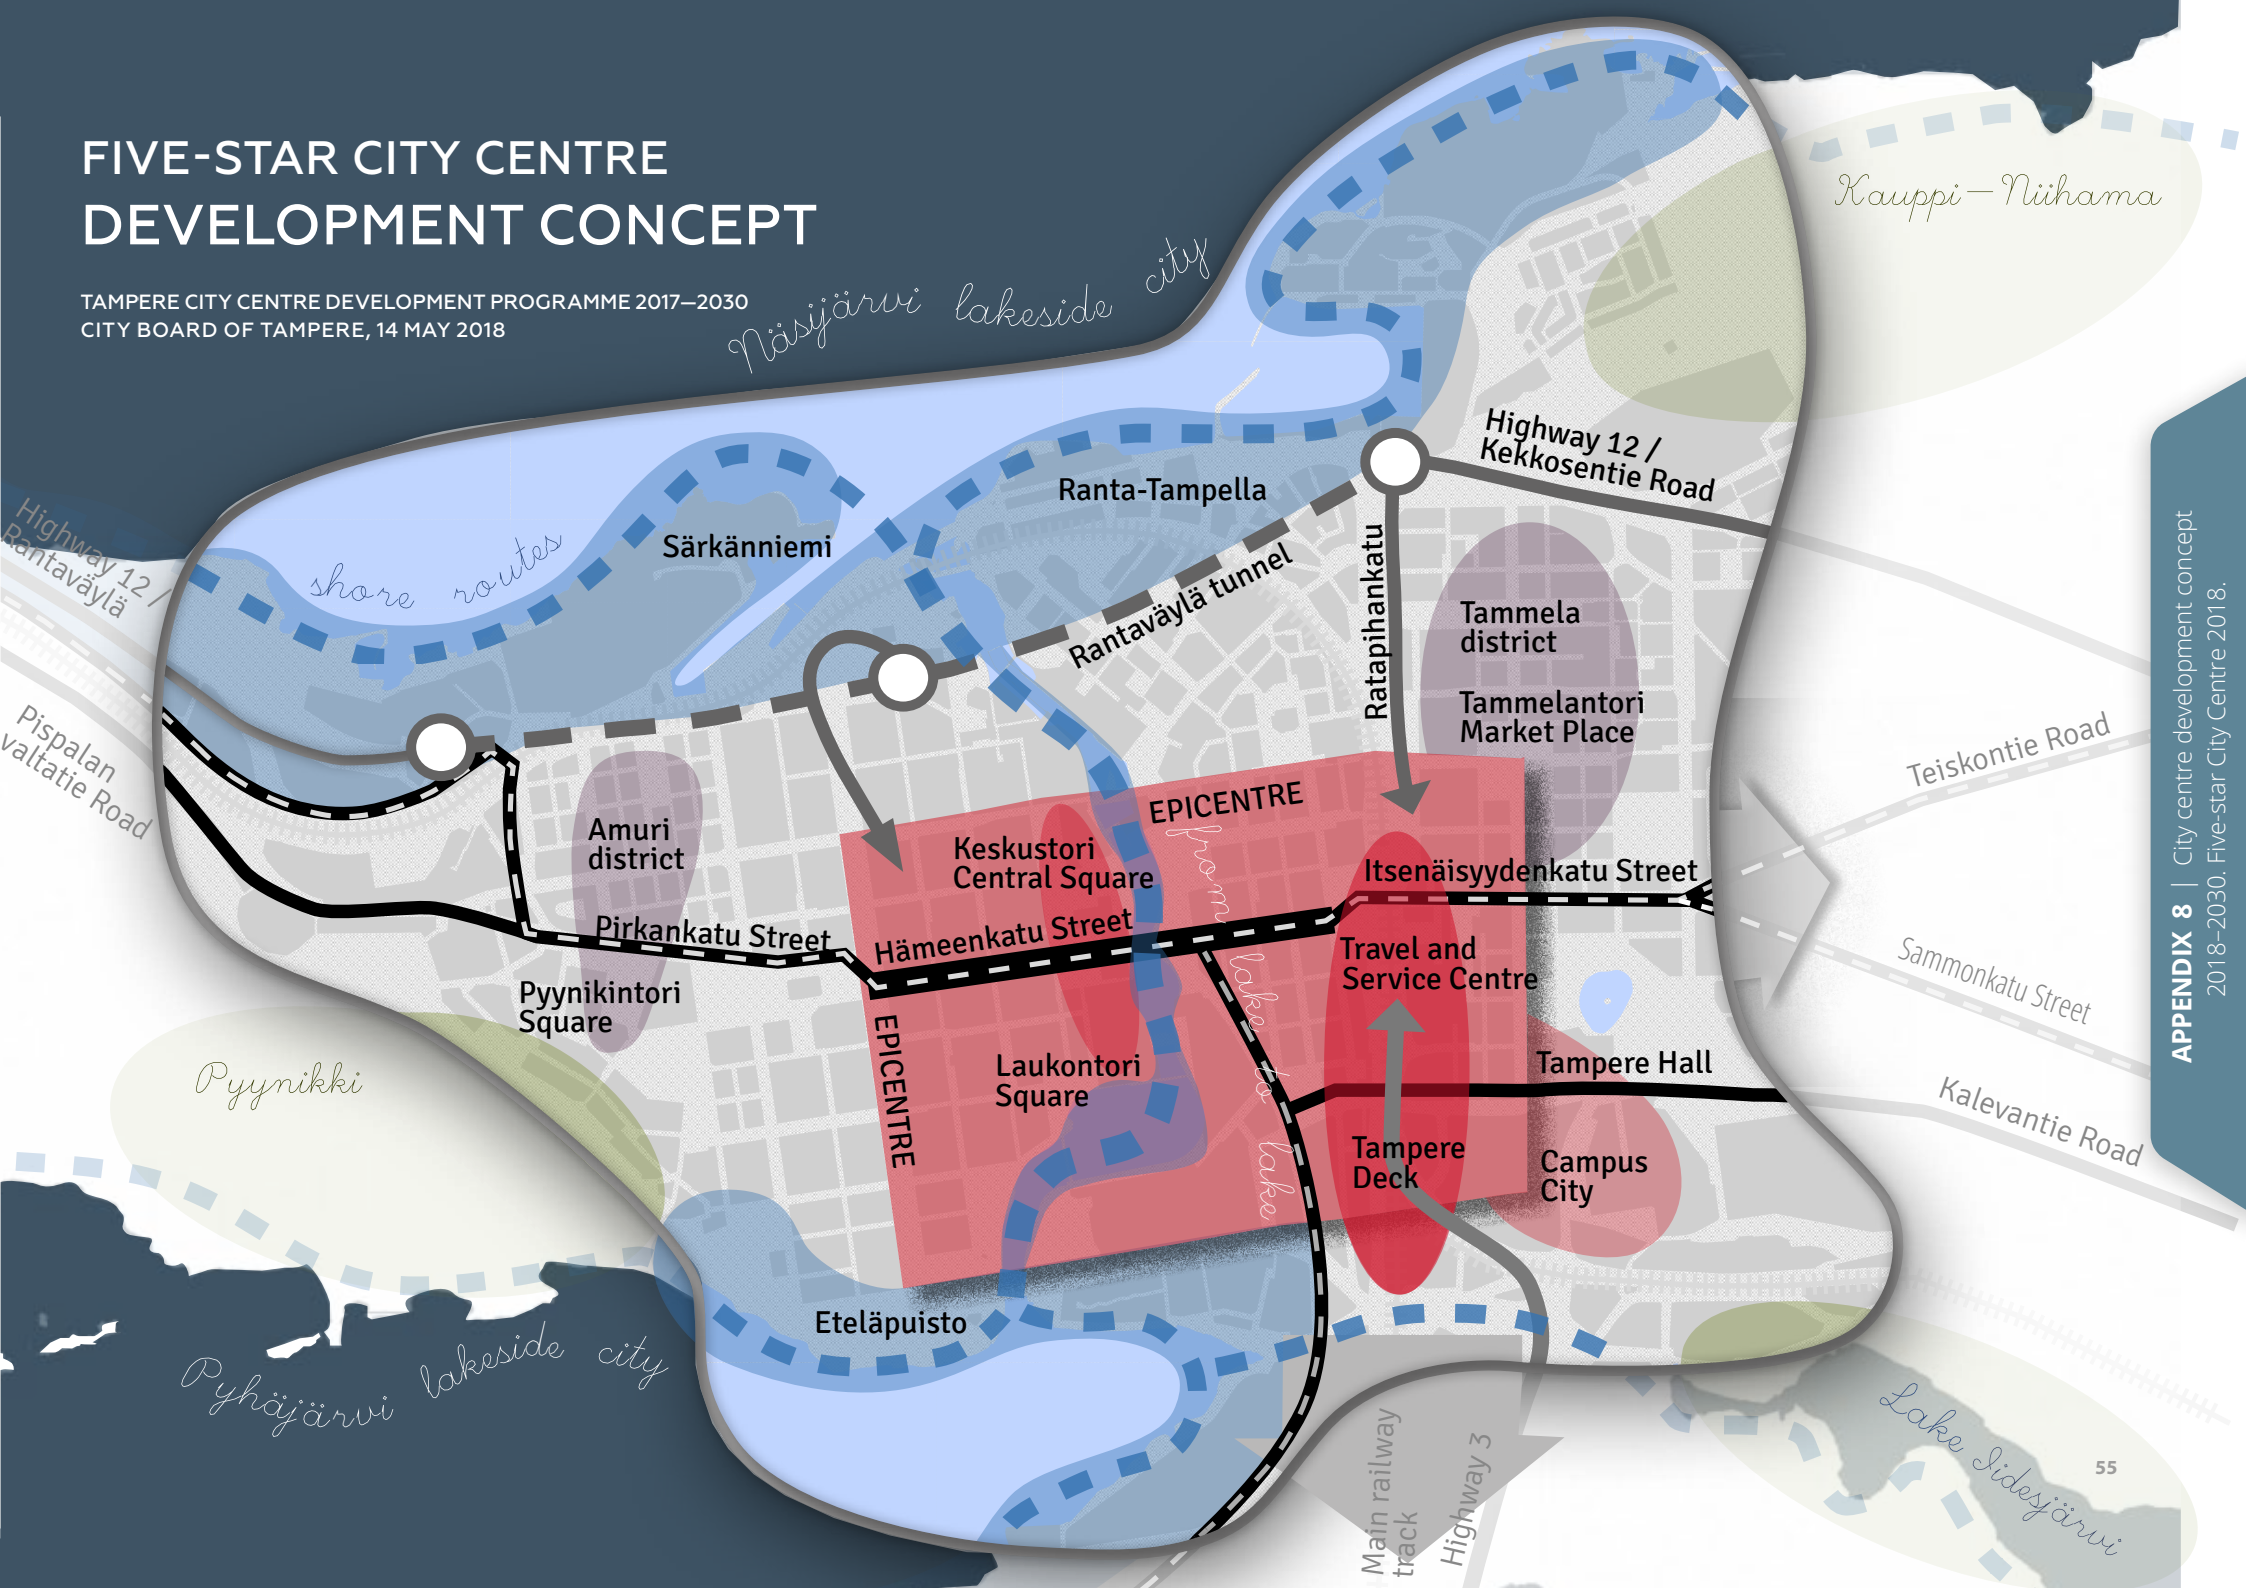 FIVE-STAR CITY CENTRE
DEVELOPMENT CONCEPT
TAMPERE CITY CENTRE DEVELOPMENT PROGRAMME 2017–2030
CITY BOARD OF TAMPERE, 14 MAY 2018
Näsijärvi lakeside city
Kauppi–Niihama
Highway 12 /
Kekkosentie Road
Ranta-Tampella
Särkänniemi
shore routes
Highway 12 /
Rantaväylä
Rantaväylä tunnel
Ratapihankatu
Tammela
district
Tammelantori
Market Place
Pispalan
valtatie Road
Teiskontie Road
EPICENTRE
Amuri
district
Keskustori
Central Square
from lake to lake
Itsenäisyydenkatu Street
Pirkankatu Street
Hämeenkatu Street
Travel and
Service Centre
Sammonkatu Street
Pyynikintori
Square
EPICENTRE
Laukontori
Square
Tampere Hall
Pyynikki
Kalevantie Road
Tampere
Deck
Campus
City
Eteläpuisto
Pyhäjärvi lakeside city
Main railway
track
Highway 3
Lake Iidesjärvi
APPENDIX 8 | City centre development concept
2018–2030. Five-star City Centre 2018.
55